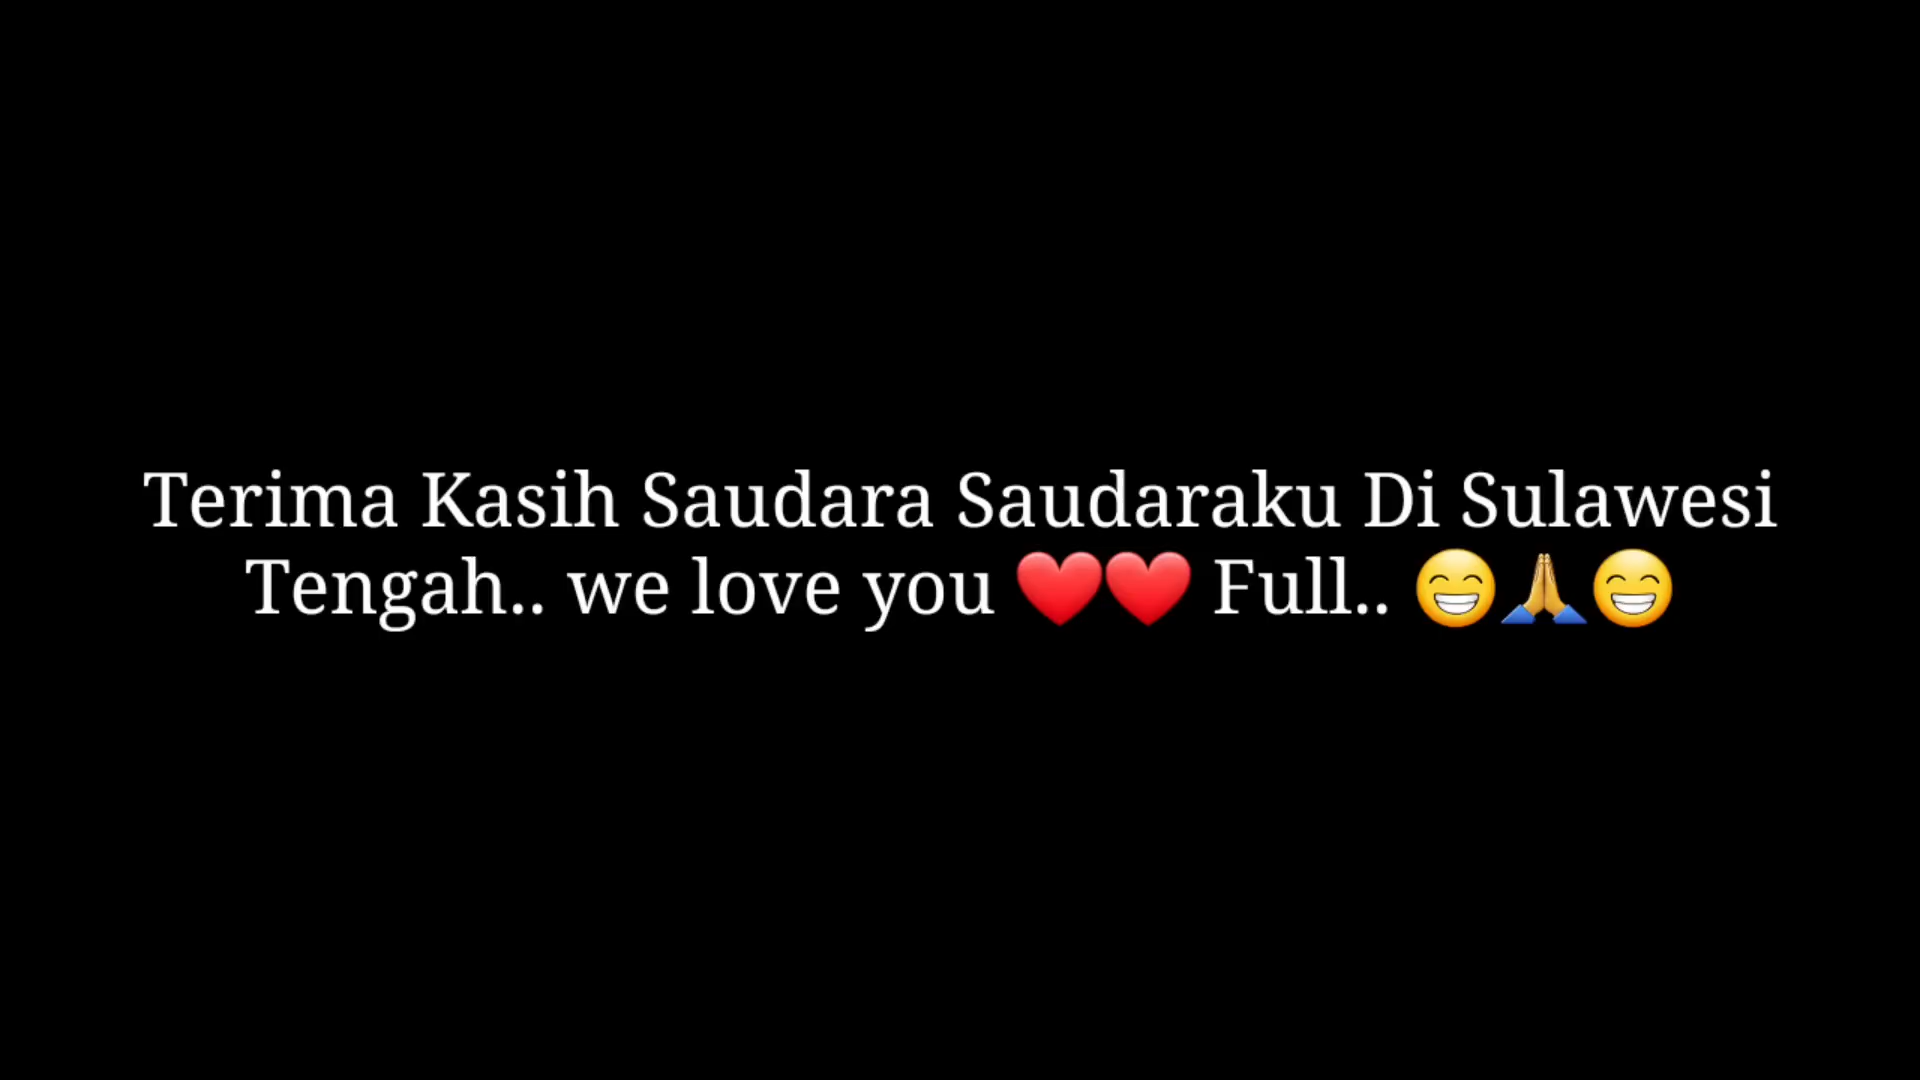 Terima Kasih Saudara Saudaraku Di Sulawesi
Tengah.. we love you ❤️❤️ Full.. 😁🙏😁